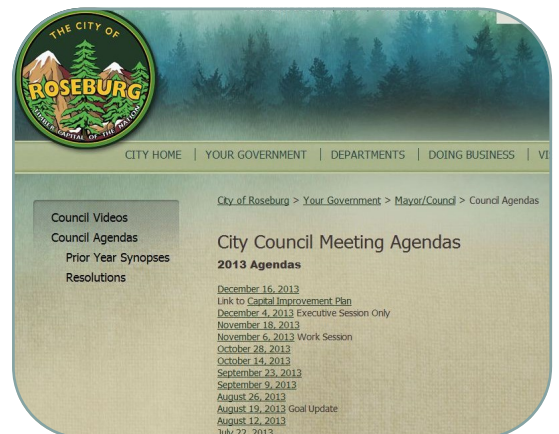 THE CITY OF
ROSEBURG
TIMBER CAPITAL OF THE NATION
CITY HOME | YOUR GOVERNMENT | DEPARTMENTS | DOING BUSINESS | VI
City of Roseburg > Your Government > Mayor/Council > Council Agendas
Council Videos
Council Agendas
Prior Year Synopses
Resolutions
City Council Meeting Agendas
2013 Agendas
December 16, 2013
Link to Capital Improvement Plan
December 4, 2013 Executive Session Only
November 18, 2013
November 6, 2013 Work Session
October 28, 2013
October 14, 2013
September 23, 2013
September 9, 2013
August 26, 2013
August 19, 2013 Goal Update
August 12, 2013
July 22, 2013